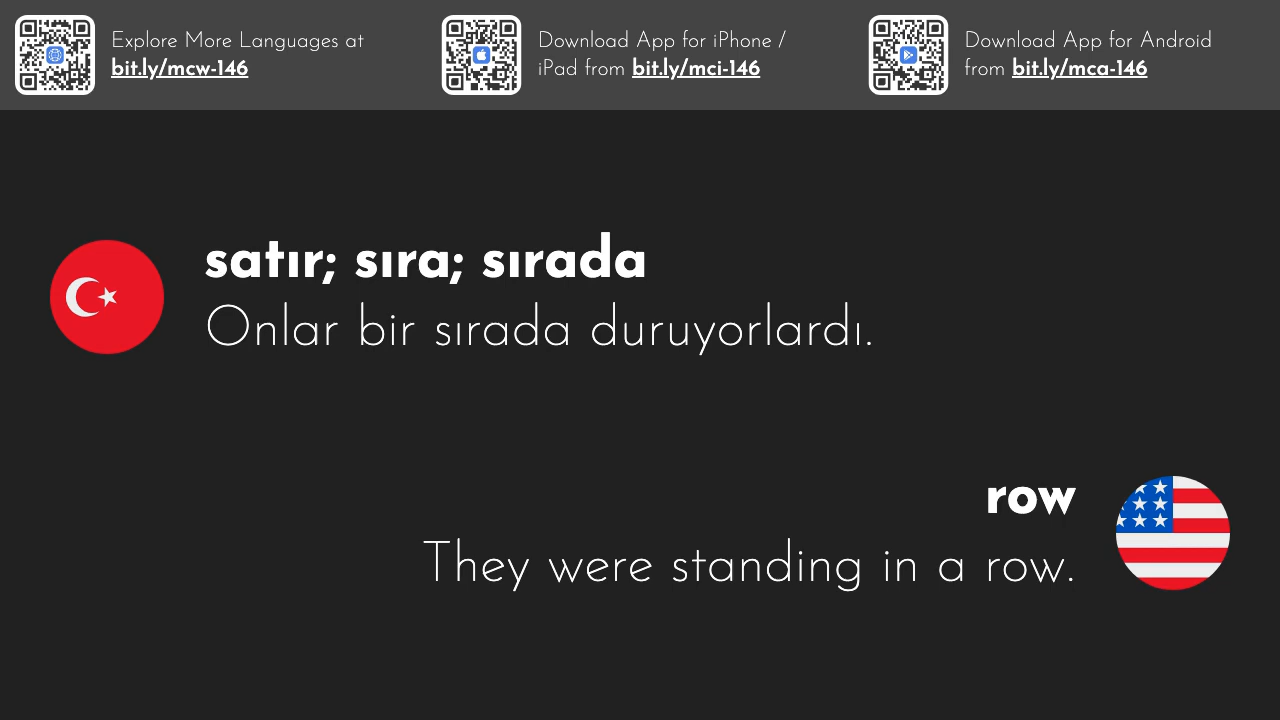 Explore More Languages at
bit.ly/mcw-146
Download App for iPhone /
iPad from bit.ly/mci-146
Download App for Android
from bit.ly/mca-146
satır; sıra; sırada
Onlar bir sırada duruyorlardı.
row
They were standing in a row.